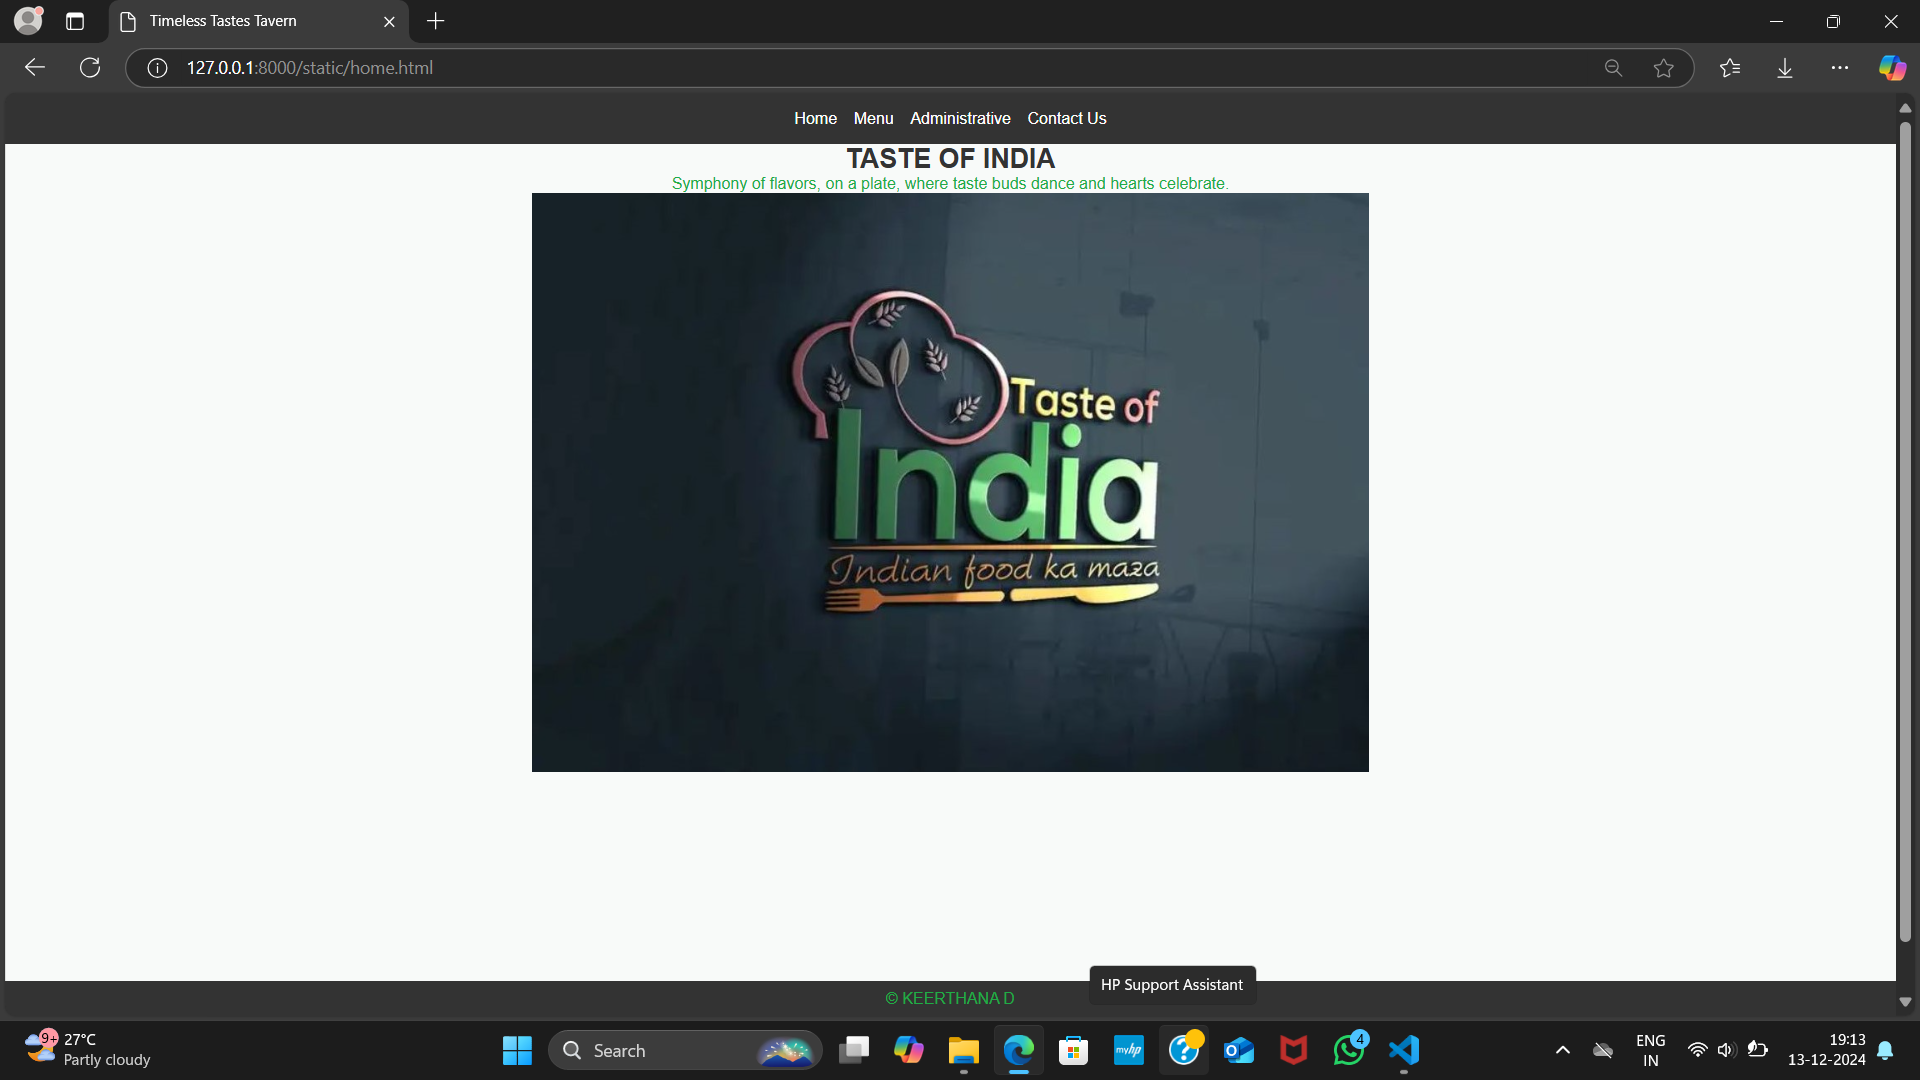 Timeless Tastes Tavern
127.0.0.1:8000/static/home.html
Home Menu Administrative Contact Us
TASTE OF INDIA
Symphony of flavors, on a plate, where taste buds dance and hearts celebrate.
Taste of
India
Indian food ka maza
HP Support Assistant
© KEERTHANA D
9+ 27°C
Partly cloudy
Search
myhp
4
ENG
IN
19:13
13-12-2024